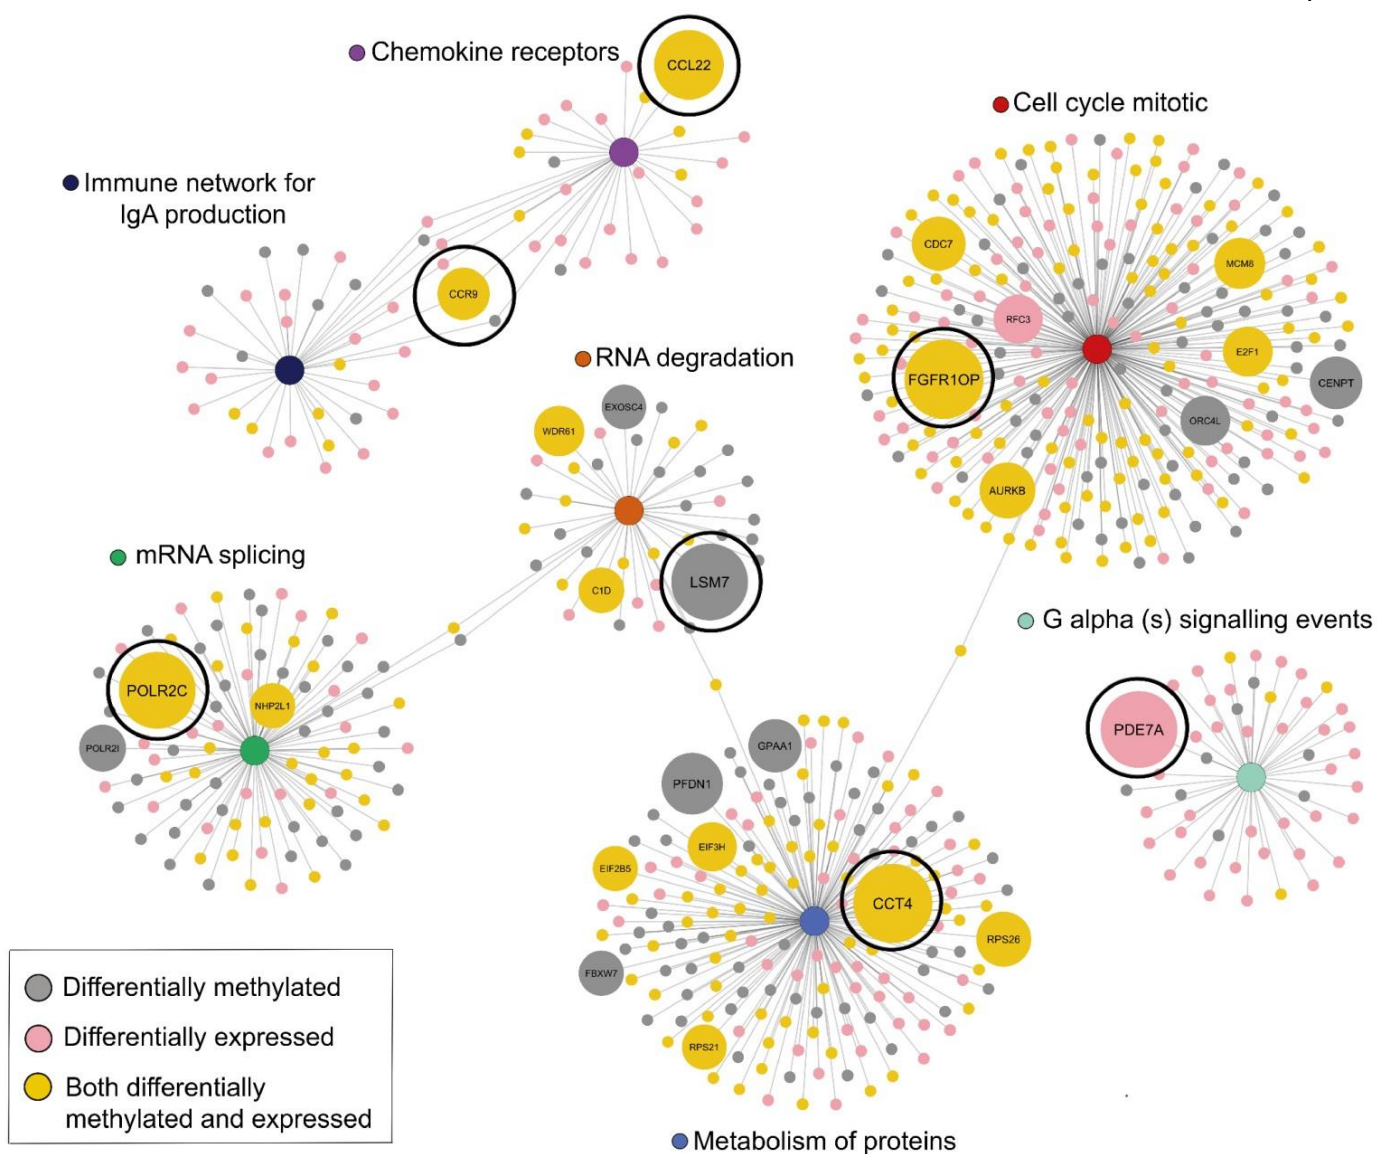 Chemokine receptors
CCL22
Cell cycle mitotic
Immune network for
IgA production
CDC7
MCM8
CCR9
RFC3
RNA degradation
E2F1
FGFR1OP
CENPT
EXOSC4
WDR61
ORC4L
AURKB
mRNA splicing
LSM7
C1D
G alpha (s) signalling events
POLR2C
NHP2L1
PDE7A
POLR2I
GPAA1
PFDN1
EIF3H
EIF2B5
CCT4
RPS26
FBXW7
RPS21
Differentially methylated
Differentially expressed
Both differentially
methylated and expressed
Metabolism of proteins